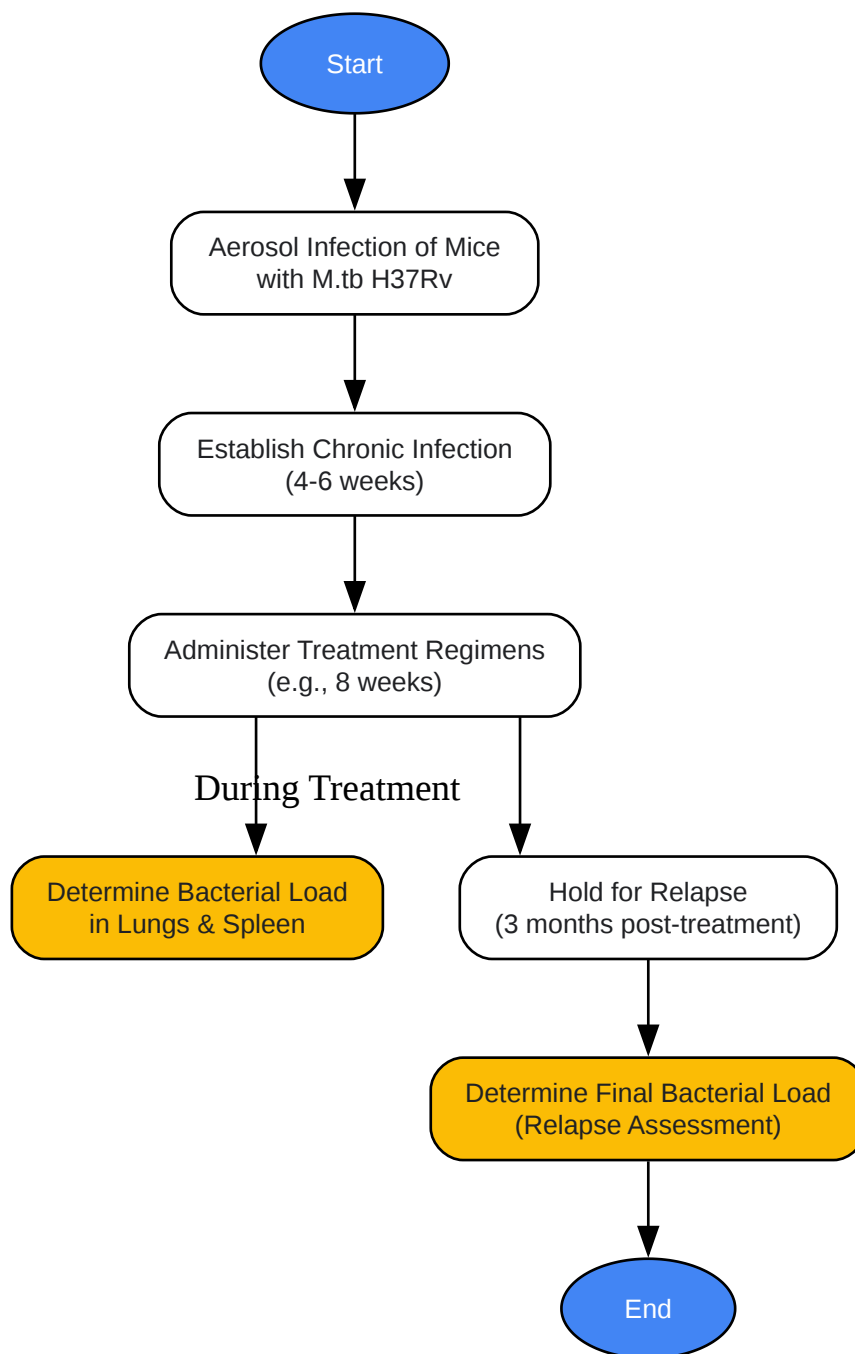 Start
Aerosol Infection of Mice
with M.tb H37Rv
Establish Chronic Infection
(4-6 weeks)
Administer Treatment Regimens
(e.g., 8 weeks)
During Treatment
Determine Bacterial Load
in Lungs & Spleen
Hold for Relapse
(3 months post-treatment)
Determine Final Bacterial Load
(Relapse Assessment)
End